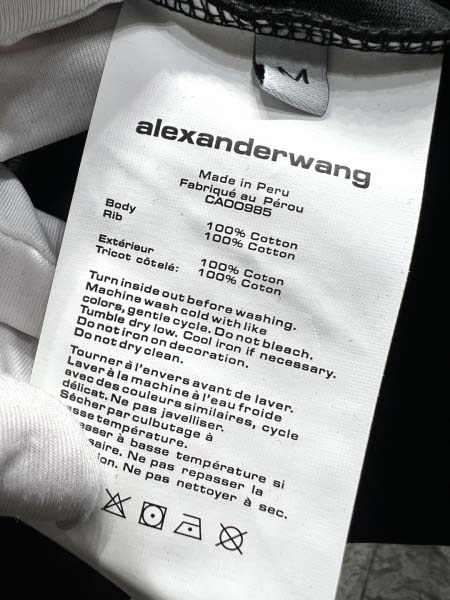 M
alexanderwang
Made in Peru
Fabriqué au Pérou
CA00985
Body 100% Cotton
Rib 100% Cotton
Extérieur 100% Coton
Tricot côtelé: 100% Coton
Turn inside out before washing.
Machine wash cold with like
colors, gentle cycle. Do not bleach.
Tumble dry low. Cool iron if necessary.
Do not iron on decoration.
Do not dry clean.
Tourner à l'envers avant de laver.
Laver à la machine à l'eau froide
avec des couleurs similaires, cycle
délicat. Ne pas javelliser.
Sécher par culbutage à
température.
à basse température si
Ne pas repasser la
Ne pas nettoyer à sec.